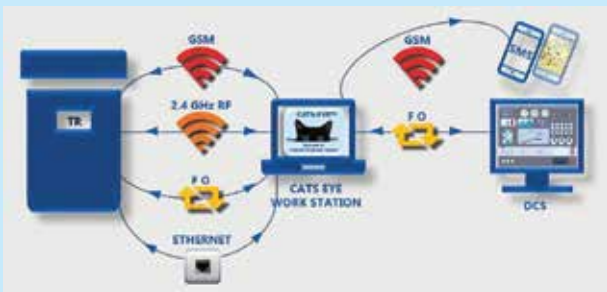 GSM
GSM
SMS
2.4 GHz RF
TR
F O
F O
CATS EYE
WORK STATION
DCS
ETHERNET